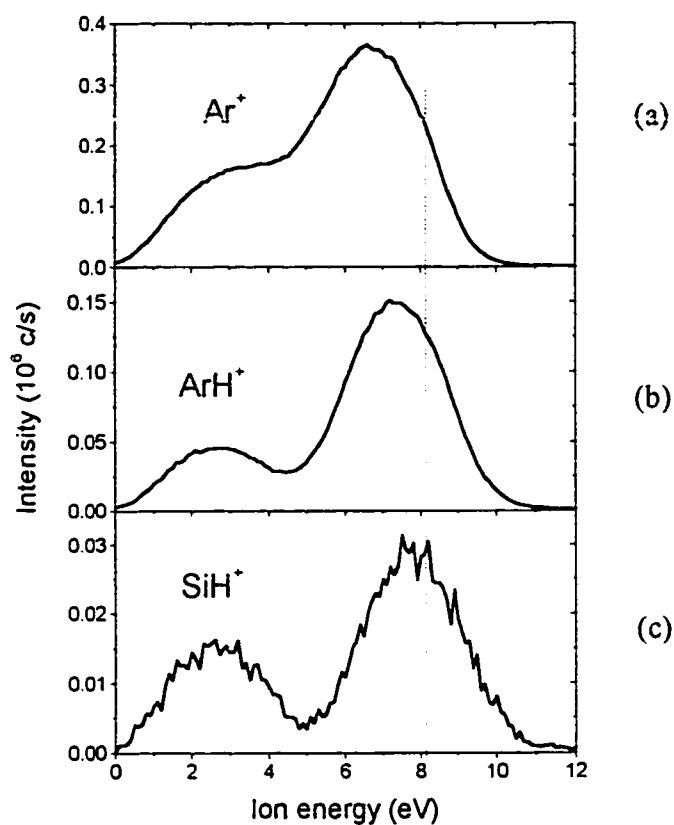 0.4
0.3
0.2
0.1
0.0
Ar⁺
(a)
0.15
0.10
0.05
0.00
ArH⁺
(b)
0.03
0.02
0.01
0.00
SiH⁺
(c)
Intensity (10⁶ c/s)
0 2 4 6 8 10 12
Ion energy (eV)